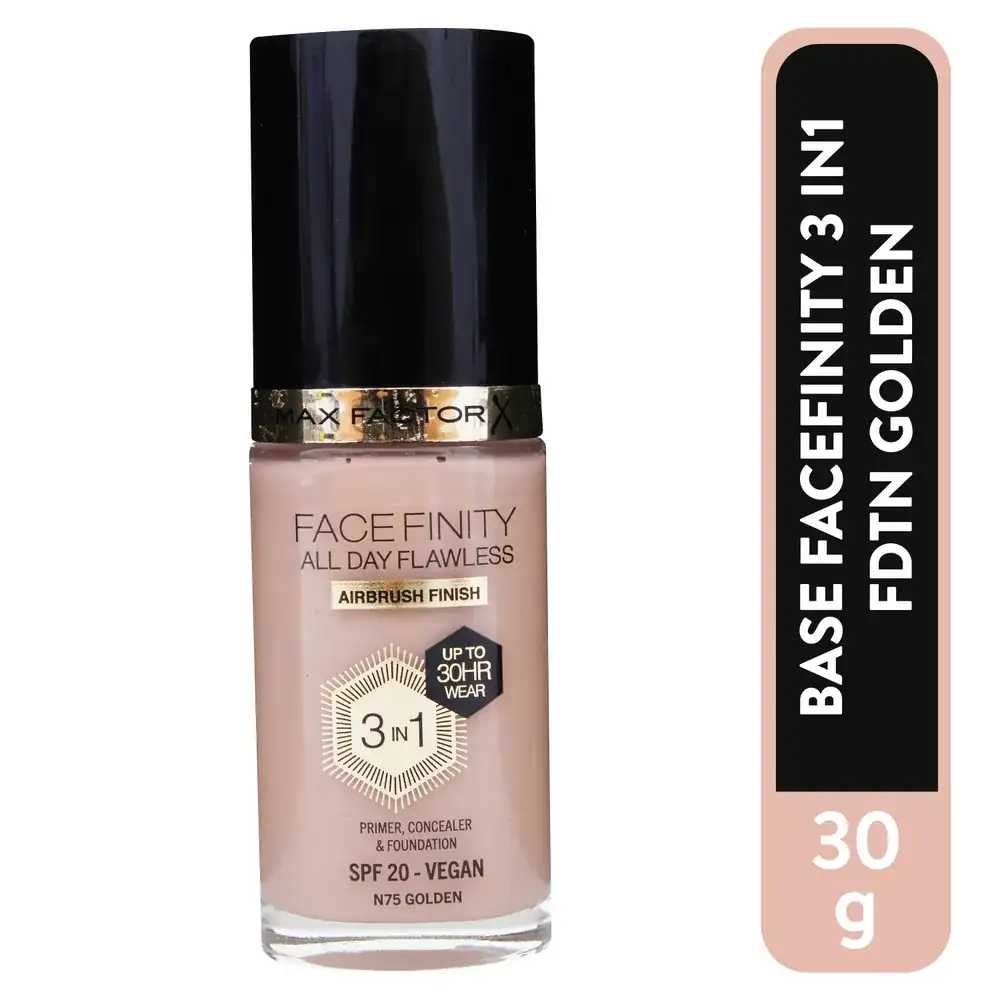 MAX FACTOR X
FACEFINITY
ALL DAY FLAWLESS
AIRBRUSH FINISH
UP TO
30HR
WEAR
3 IN 1
PRIMER, CONCEALER
& FOUNDATION
SPF 20 - VEGAN
N75 GOLDEN
BASE FACEFINITY 3 IN1
FDTN GOLDEN
30
g